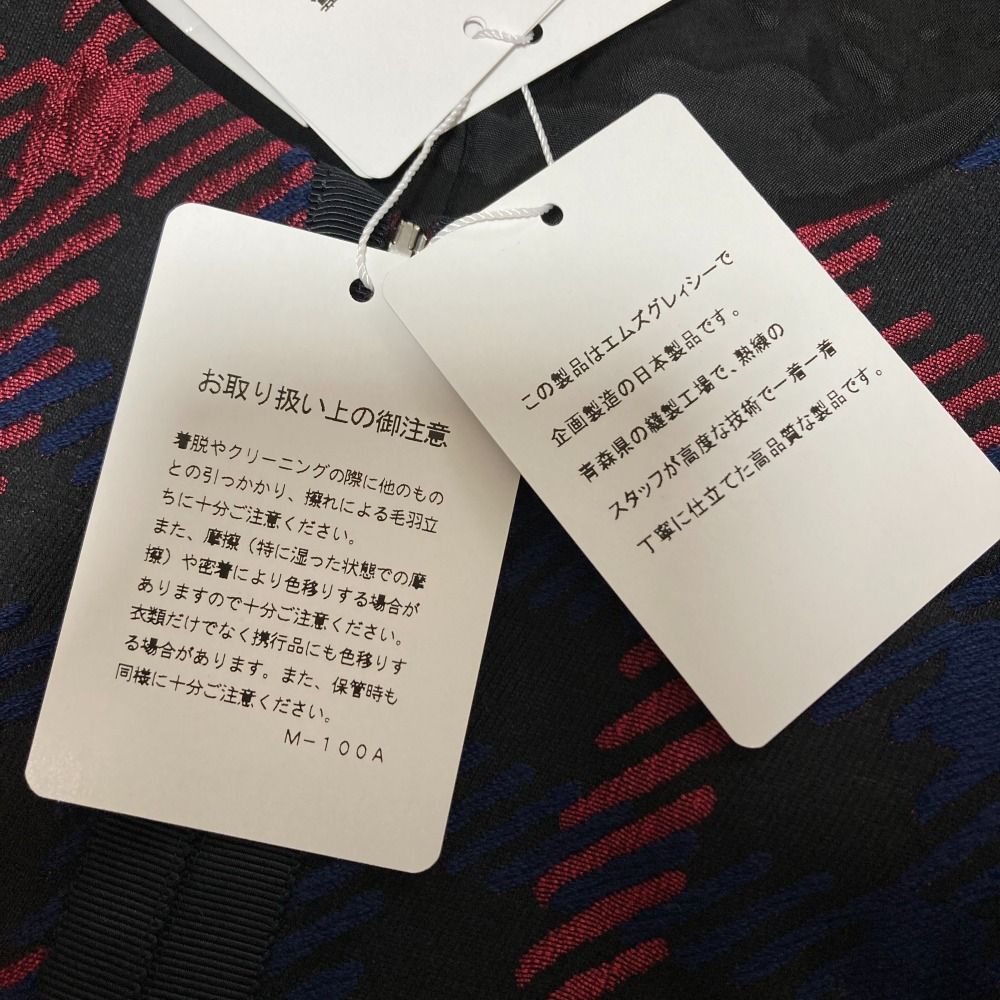 お取り扱い上の御注意
着脱やクリーニングの際に他のもの
との引っかかり、擦れによる毛羽立
ちに十分ご注意ください。
また、摩擦（特に湿った状態での摩
擦）や密着により色移りする場合が
ありますので十分ご注意ください。
衣類だけでなく携行品にも色移りす
る場合があります。また、保管時も
同様に十分ご注意ください。
M－100A
この製品はエムズグレィシーで
企画製造の日本製品です。
青森県の縫製工場で、熟練の
スタッフが高度な技術で一着一着
丁寧に仕立てた高品質な製品です。